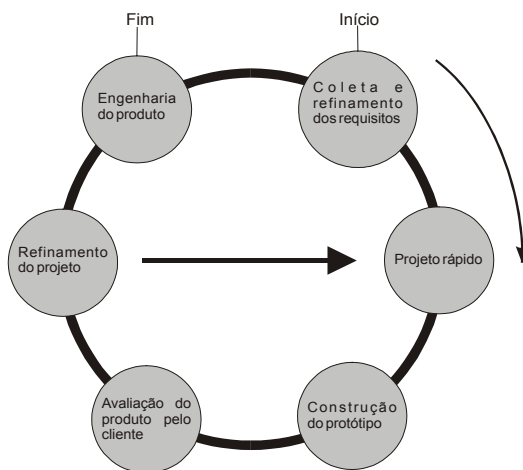 Fim
Início
Engenharia
do produto
Coleta e
refinamento
dos requisitos
Refinamento
do projeto
Projeto rápido
Avaliação do
produto pelo
cliente
Construção
do protótipo